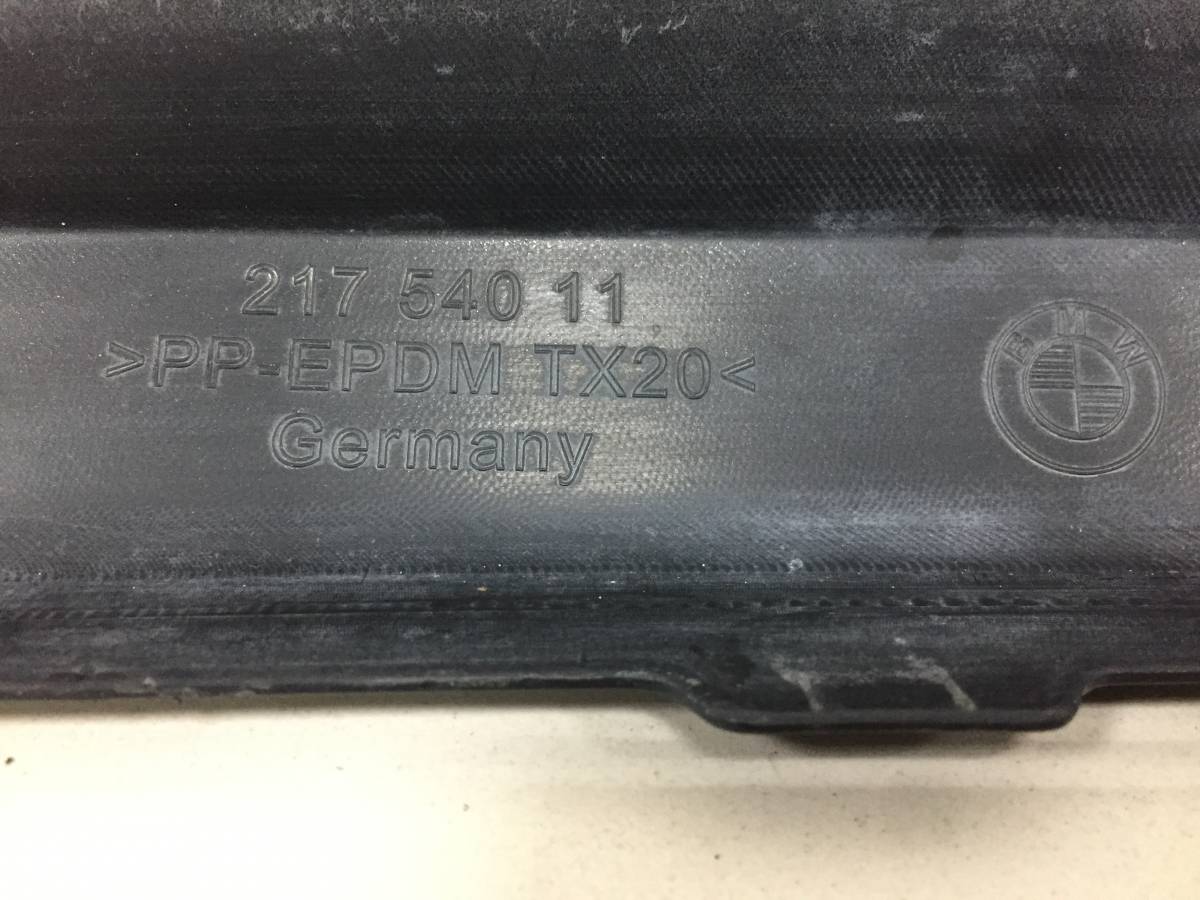 217 540 11
>PP-EPDM TX20<
Germany
BMW